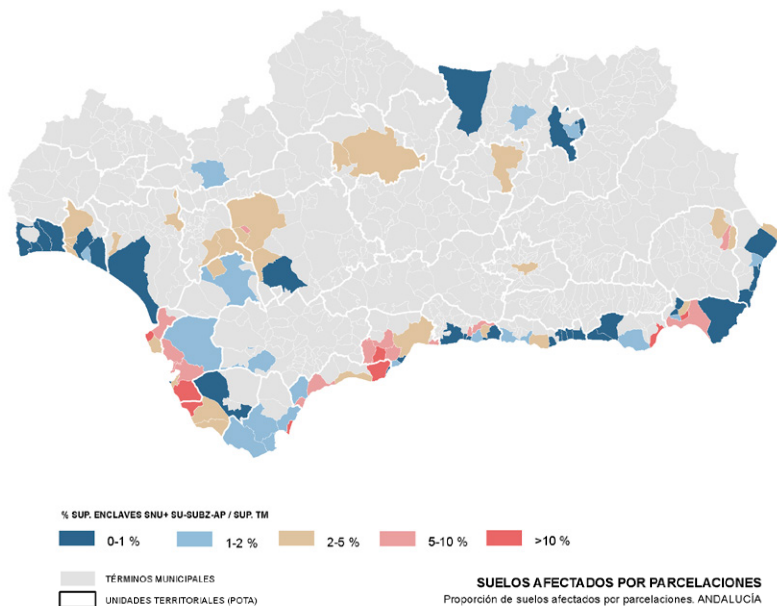 % SUP. ENCLAVES SNU+ SU-SUBZ-AP / SUP. TM
0-1 %
1-2 %
2-5 %
5-10 %
>10 %
TÉRMINOS MUNICIPALES
UNIDADES TERRITORIALES (POTA)
SUELOS AFECTADOS POR PARCELACIONES
Proporción de suelos afectados por parcelaciones. ANDALUCÍA